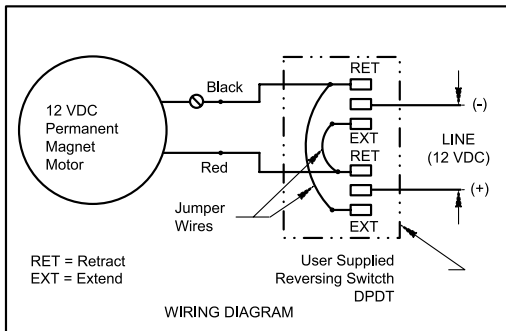 RET
Black
(-)
12 VDC
Permanent
Magnet
Motor
EXT
LINE
(12 VDC)
RET
Red
(+)
Jumper
Wires
EXT
RET = Retract
EXT = Extend
User Supplied
Reversing Switcth
DPDT
WIRING DIAGRAM